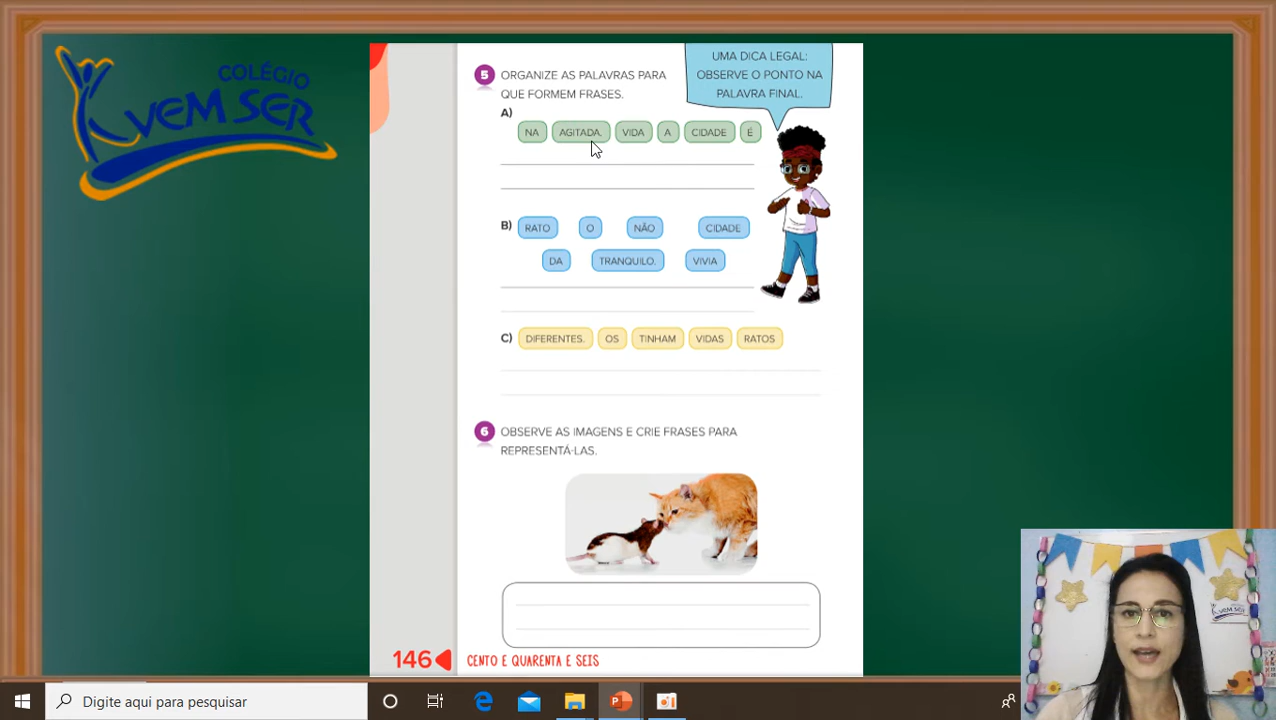 COLÉGIO
VEM SER
UMA DICA LEGAL:
OBSERVE O PONTO NA
PALAVRA FINAL.
5 ORGANIZE AS PALAVRAS PARA
QUE FORMEM FRASES.
A)
NA AGITADA. VIDA A CIDADE É
B) RATO O NÃO CIDADE
DA TRANQUILO. VIVIA
C) DIFERENTES. OS TINHAM VIDAS RATOS
6 OBSERVE AS IMAGENS E CRIE FRASES PARA
REPRESENTÁ-LAS.
146 CENTO E QUARENTA E SEIS
VEM SER
Digite aqui para pesquisar